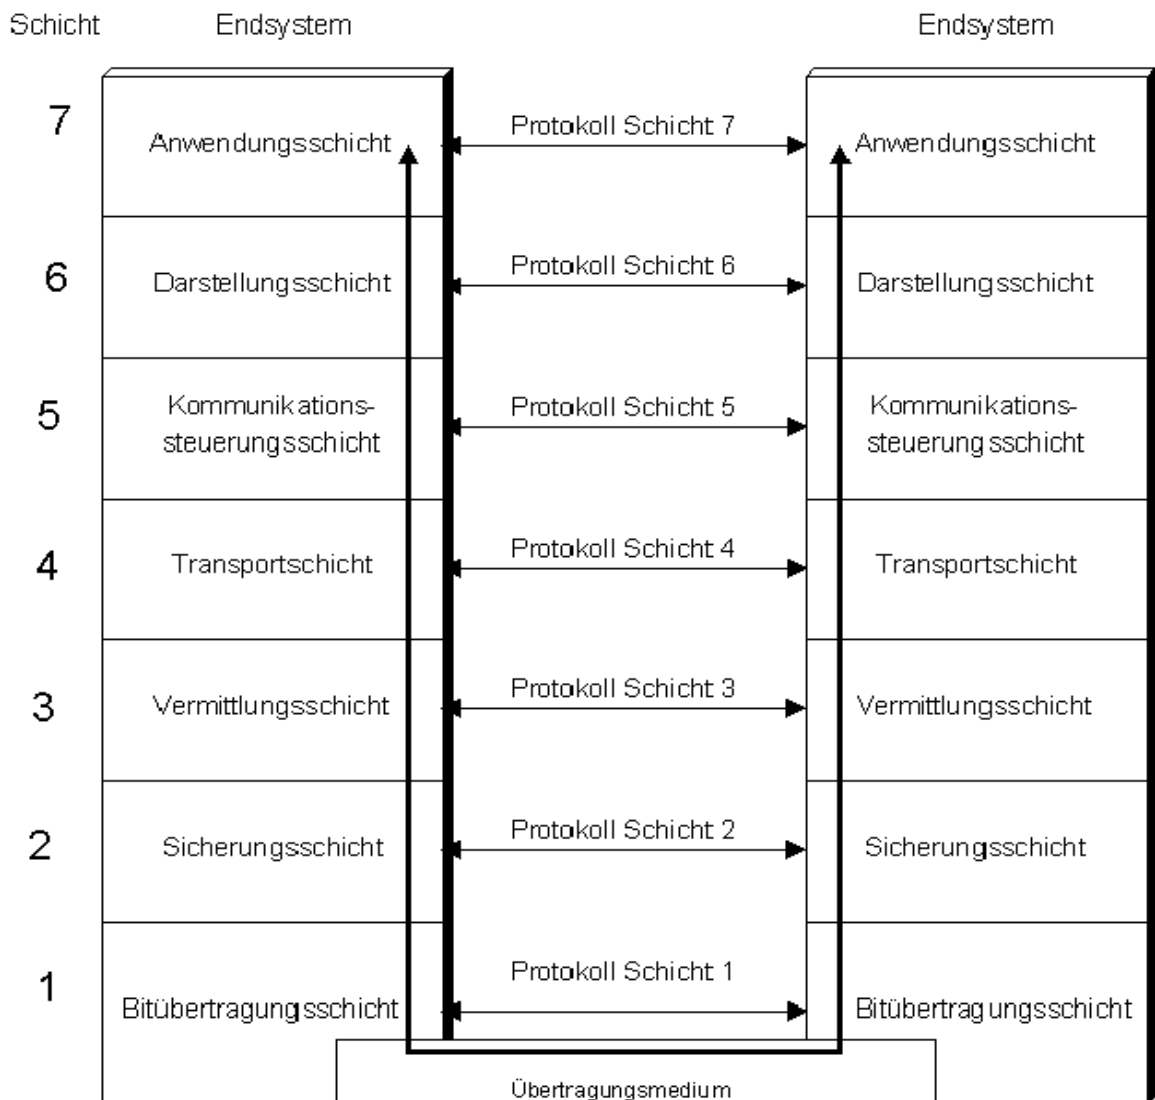 Schicht Endsystem Endsystem
7 Anwendungsschicht Protokoll Schicht 7 Anwendungsschicht
6 Darstellungsschicht Protokoll Schicht 6 Darstellungsschicht
5 Kommunikations- Protokoll Schicht 5 Kommunikations-
steuerungsschicht steuerungsschicht
4 Transportschicht Protokoll Schicht 4 Transportschicht
3 Vermittlungsschicht Protokoll Schicht 3 Vermittlungsschicht
2 Sicherungsschicht Protokoll Schicht 2 Sicherungsschicht
1 Bitübertragungsschicht Protokoll Schicht 1 Bitübertragungsschicht
Übertragungsmedium